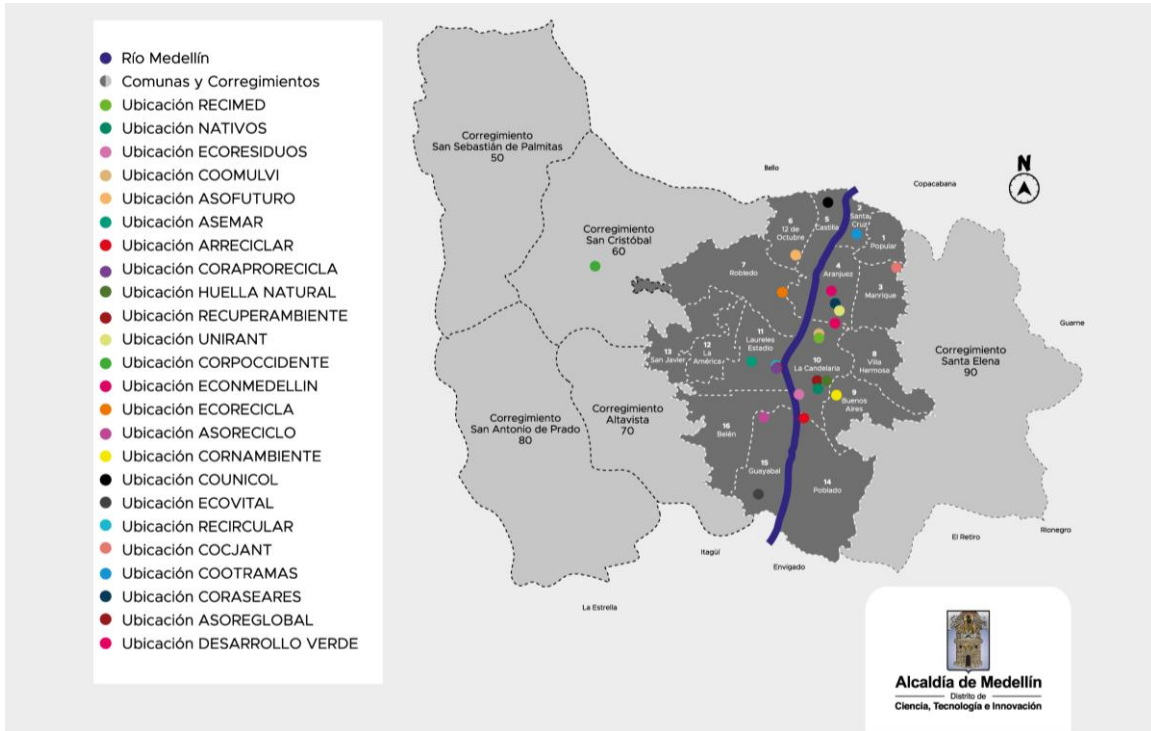 Río Medellín
Comunas y Corregimientos
Ubicación RECIMED
Ubicación NATIVOS
Ubicación ECORESIDUOS
Ubicación COOMULVI
Ubicación ASOFUTURO
Ubicación ASEMAR
Ubicación ARRECICLAR
Ubicación CORAPRORECICLA
Ubicación HUELLA NATURAL
Ubicación RECUPERAMBIENTE
Ubicación UNIRANT
Ubicación CORPOCCIDENTE
Ubicación ECONMEDELLIN
Ubicación ECORECICLA
Ubicación ASORECICLO
Ubicación CORNAMBIENTE
Ubicación COUNICOL
Ubicación ECOVITAL
Ubicación RECIRCULAR
Ubicación COCJANT
Ubicación COOTRAMAS
Ubicación CORASEARES
Ubicación ASOREGLOBAL
Ubicación DESARROLLO VERDE
Corregimiento
San Sebastián de Palmitas
50
Corregimiento
San Cristóbal
60
Corregimiento
Altavista
70
Corregimiento
San Antonio de Prado
80
Corregimiento
Santa Elena
90
Bello
Copacabana
N
Guarne
Rionegro
El Retiro
Envigado
Itagüí
La Estrella
1
Popular
2
Santa
Cruz
3
Manrique
4
Aranjuez
5
Castilla
6
12 de
Octubre
7
Robledo
8
Villa
Hermosa
9
Buenos
Aires
10
La Candelaria
11
Laureles
Estadio
12
La
América
13
San Javier
14
Poblado
15
Guayabal
16
Belén
Alcaldía de Medellín
Distrito de
Ciencia, Tecnología e Innovación